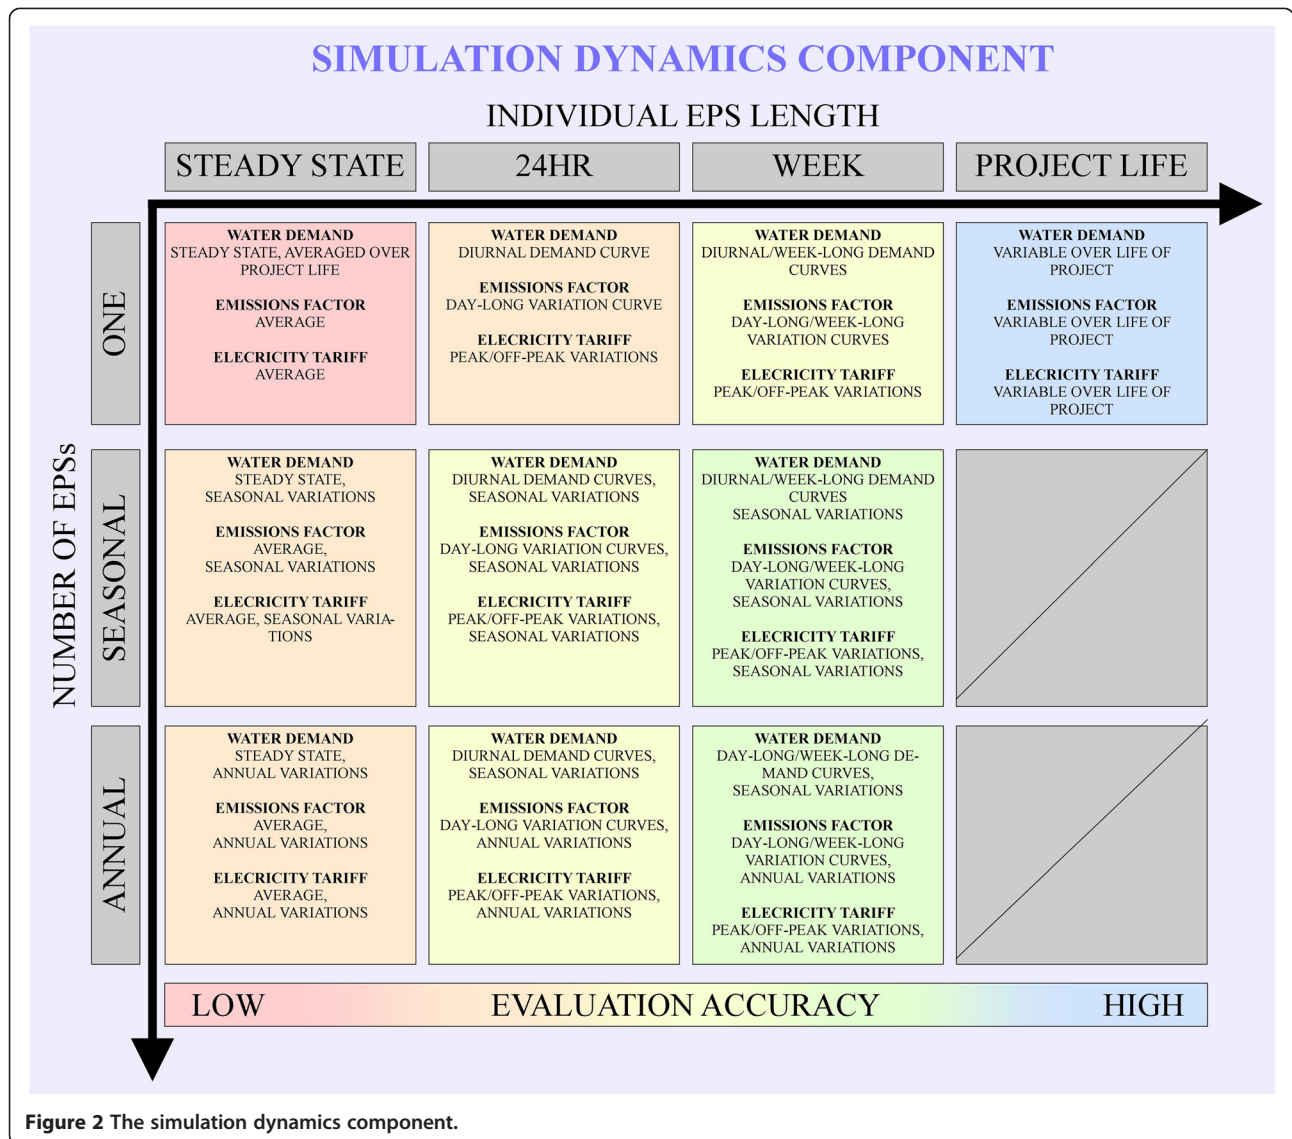 SIMULATION DYNAMICS COMPONENT
INDIVIDUAL EPS LENGTH
STEADY STATE
24HR
WEEK
PROJECT LIFE
NUMBER OF EPSs
ONE
WATER DEMAND
STEADY STATE, AVERAGED OVER
PROJECT LIFE
EMISSIONS FACTOR
AVERAGE
ELECRICITY TARIFF
AVERAGE
WATER DEMAND
DIURNAL DEMAND CURVE
EMISSIONS FACTOR
DAY-LONG VARIATION CURVE
ELECRICITY TARIFF
PEAK/OFF-PEAK VARIATIONS
WATER DEMAND
DIURNAL/WEEK-LONG DEMAND
CURVES
EMISSIONS FACTOR
DAY-LONG/WEEK-LONG
VARIATION CURVES
ELECRICITY TARIFF
PEAK/OFF-PEAK VARIATIONS
WATER DEMAND
VARIABLE OVER LIFE OF
PROJECT
EMISSIONS FACTOR
VARIABLE OVER LIFE OF
PROJECT
ELECRICITY TARIFF
VARIABLE OVER LIFE OF
PROJECT
SEASONAL
WATER DEMAND
STEADY STATE,
SEASONAL VARIATIONS
EMISSIONS FACTOR
AVERAGE,
SEASONAL VARIATIONS
ELECRICITY TARIFF
AVERAGE, SEASONAL VARIA-
TIONS
WATER DEMAND
DIURNAL DEMAND CURVES,
SEASONAL VARIATIONS
EMISSIONS FACTOR
DAY-LONG VARIATION CURVES,
SEASONAL VARIATIONS
ELECRICITY TARIFF
PEAK/OFF-PEAK VARIATIONS,
SEASONAL VARIATIONS
WATER DEMAND
DIURNAL/WEEK-LONG DEMAND
CURVES
SEASONAL VARIATIONS
EMISSIONS FACTOR
DAY-LONG/WEEK-LONG
VARIATION CURVES,
SEASONAL VARIATIONS
ELECRICITY TARIFF
PEAK/OFF-PEAK VARIATIONS,
SEASONAL VARIATIONS
ANNUAL
WATER DEMAND
STEADY STATE,
ANNUAL VARIATIONS
EMISSIONS FACTOR
AVERAGE,
ANNUAL VARIATIONS
ELECRICITY TARIFF
AVERAGE,
ANNUAL VARIATIONS
WATER DEMAND
DIURNAL DEMAND CURVES,
SEASONAL VARIATIONS
EMISSIONS FACTOR
DAY-LONG VARIATION CURVES,
ANNUAL VARIATIONS
ELECRICITY TARIFF
PEAK/OFF-PEAK VARIATIONS,
ANNUAL VARIATIONS
WATER DEMAND
DAY-LONG/WEEK-LONG DE-
MAND CURVES,
SEASONAL VARIATIONS
EMISSIONS FACTOR
DAY-LONG/WEEK-LONG
VARIATION CURVES,
ANNUAL VARIATIONS
ELECRICITY TARIFF
PEAK/OFF-PEAK VARIATIONS,
ANNUAL VARIATIONS
LOW EVALUATION ACCURACY HIGH
Figure 2 The simulation dynamics component.